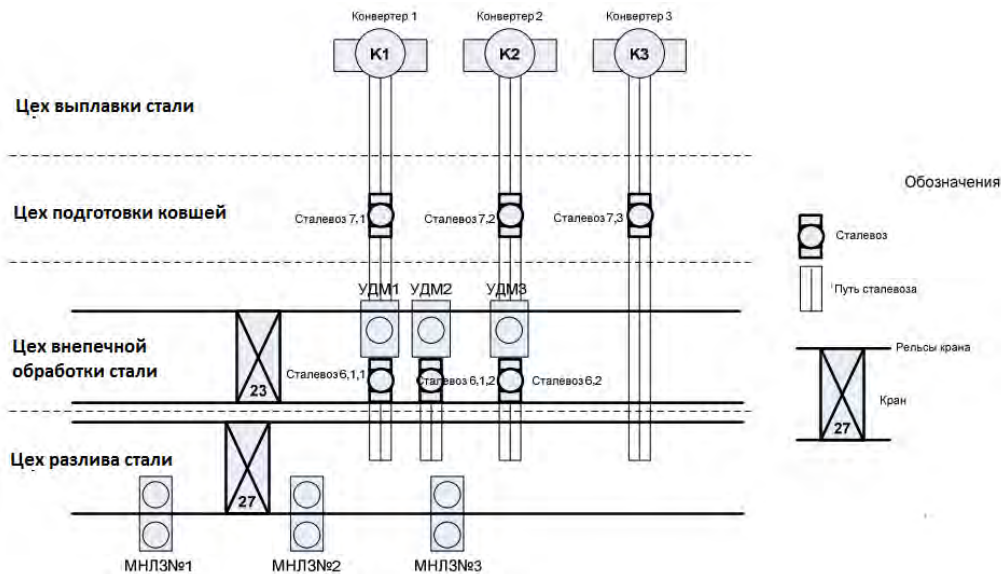 Конвертер 1
Конвертер 2
Конвертер 3
К1
К2
К3
Цех выплавки стали
Обозначения
Цех подготовки ковшей
Сталевоз 7,1
Сталевоз 7,2
Сталевоз 7,3
Сталевоз
УДМ1
УДМ2
УДМ3
Путь сталевоза
Цех внепечной
обработки стали
23
Сталевоз 6,1,1
Сталевоз 6,1,2
Сталевоз 6,2
Рельсы крана
Кран
27
Цех разлива стали
27
МНЛЗ№1
МНЛЗ№2
МНЛЗ№3